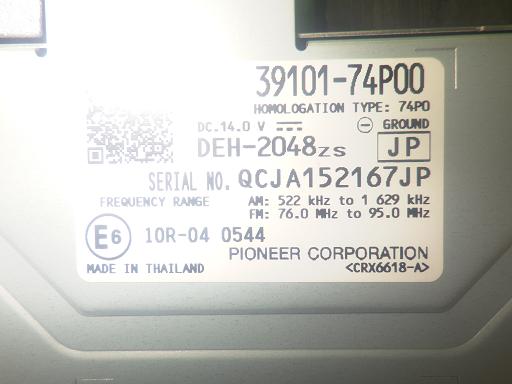 39101-74P00
HOMOLOGATION TYPE: 74P0
DC.14.0 V
GROUND
DEH-2048ZS JP
SERIAL NO. QCJA152167JP
FREQUENCY RANGE AM: 522 kHz to 1 629 kHz
FM: 76.0 MHz to 95.0 MHz
E6 10R-04 0544
PIONEER CORPORATION
MADE IN THAILAND <CRX6618-A>